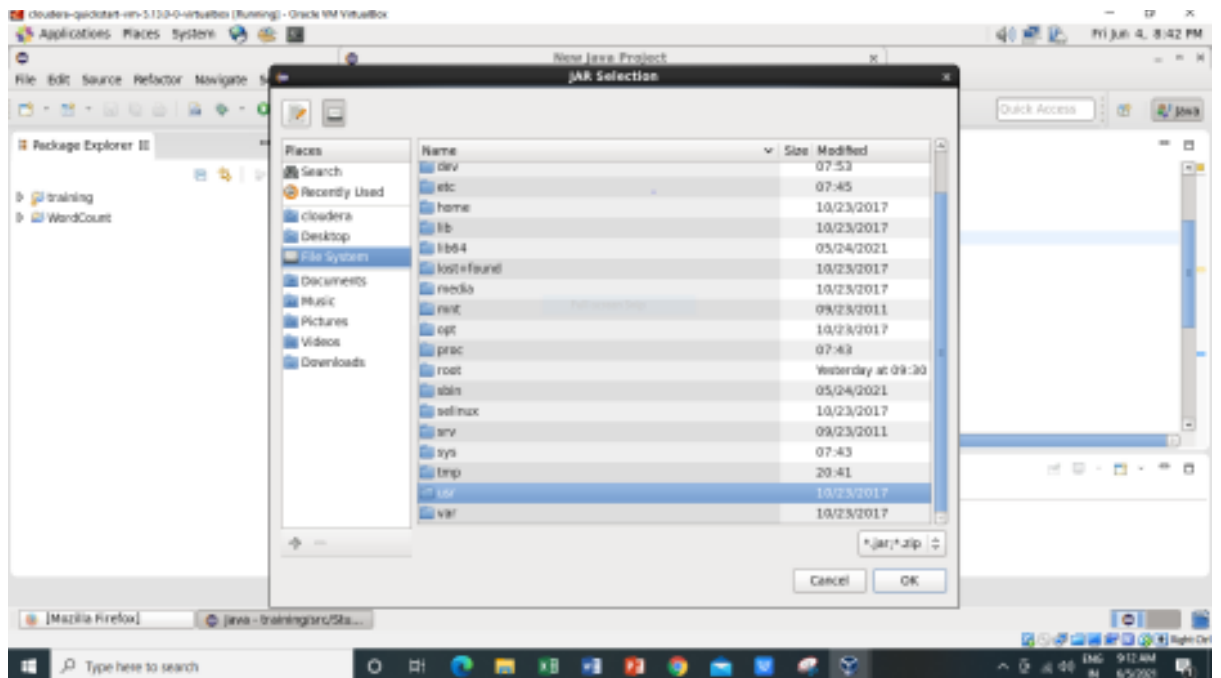 cloudera-quickstart-vm-5.13.0-0-virtualbox [Running] - Oracle VM VirtualBox
Applications Places System
Fri Jun 4, 8:42 PM
New Java Project
File Edit Source Refactor Navigate
JAR Selection
Quick Access
Java
Package Explorer
training
WordCount
Places
Search
Recently Used
cloudera
Desktop
File System
Documents
Music
Pictures
Videos
Downloads
Name Size Modified
dev 07:53
etc 07:45
home 10/23/2017
lib 10/23/2017
lib64 05/24/2021
lost+found 10/23/2017
media 10/23/2017
mnt 09/23/2011
opt 10/23/2017
proc 07:43
root Yesterday at 09:30
sbin 05/24/2021
selinux 10/23/2017
srv 09/23/2011
sys 07:43
tmp 20:41
usr 10/23/2017
var 10/23/2017
*.jar;*.zip
Cancel OK
[Mozilla Firefox]
Java - training/src/Stu...
Right Ctrl
Type here to search
ENG 9:12 AM
IN 6/5/2021